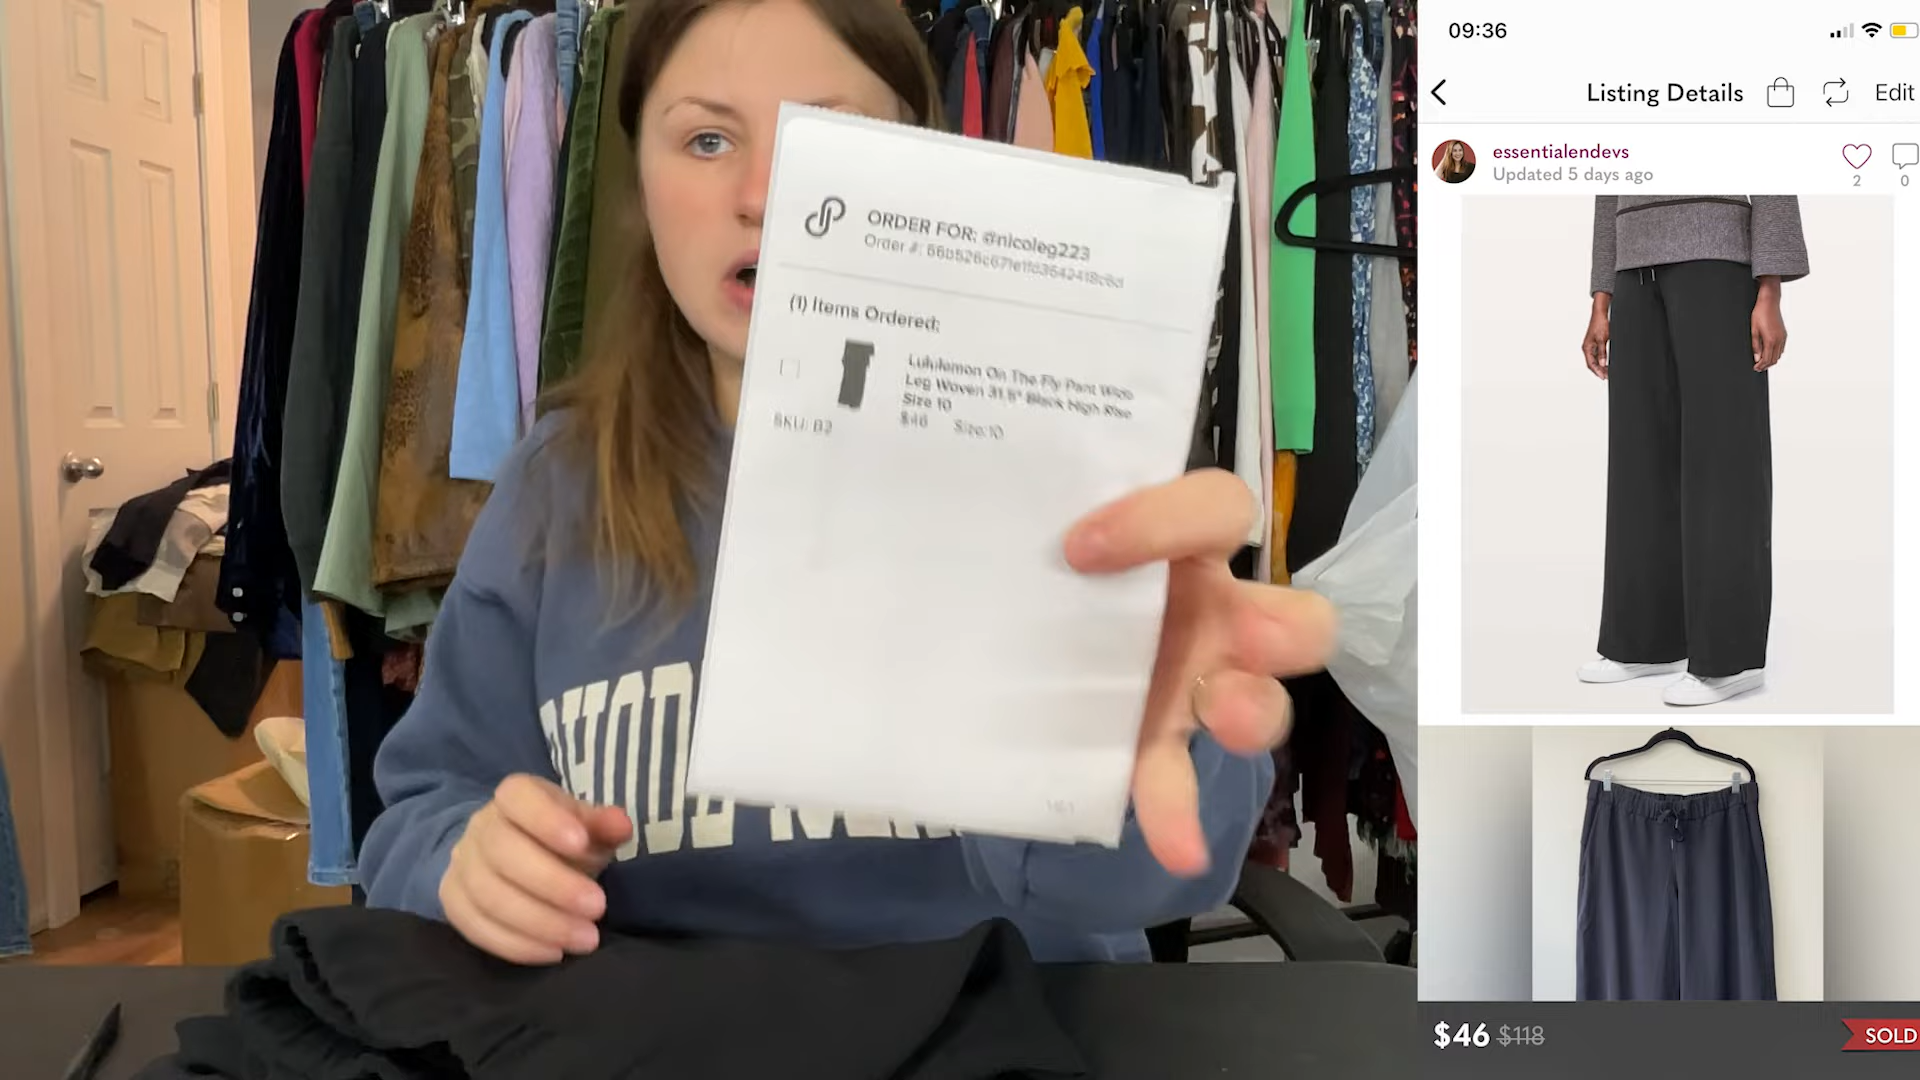 ORDER FOR: @nicoleg223
Order #:
(1) Items Ordered:
Lululemon On The Fly Pant Wide
Leg Woven 31.5" Black High Rise
Size 10
$46 Size:10
SKU: B2
RHODE
09:36
Listing Details
Edit
essentialendevs
Updated 5 days ago
2
0
$46 $118
SOLD